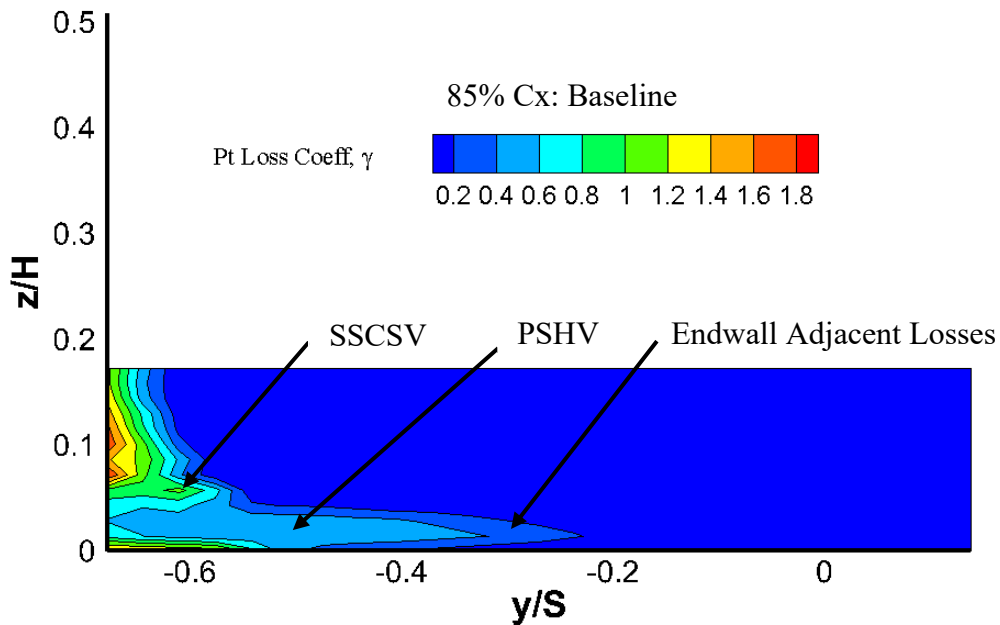 0.5
85% Cx: Baseline
0.4
Pt Loss Coeff, γ
0.2 0.4 0.6 0.8 1 1.2 1.4 1.6 1.8
0.3
z/H
0.2
SSCSV
PSHV
Endwall Adjacent Losses
0.1
0
-0.6 -0.4 -0.2 0
y/S